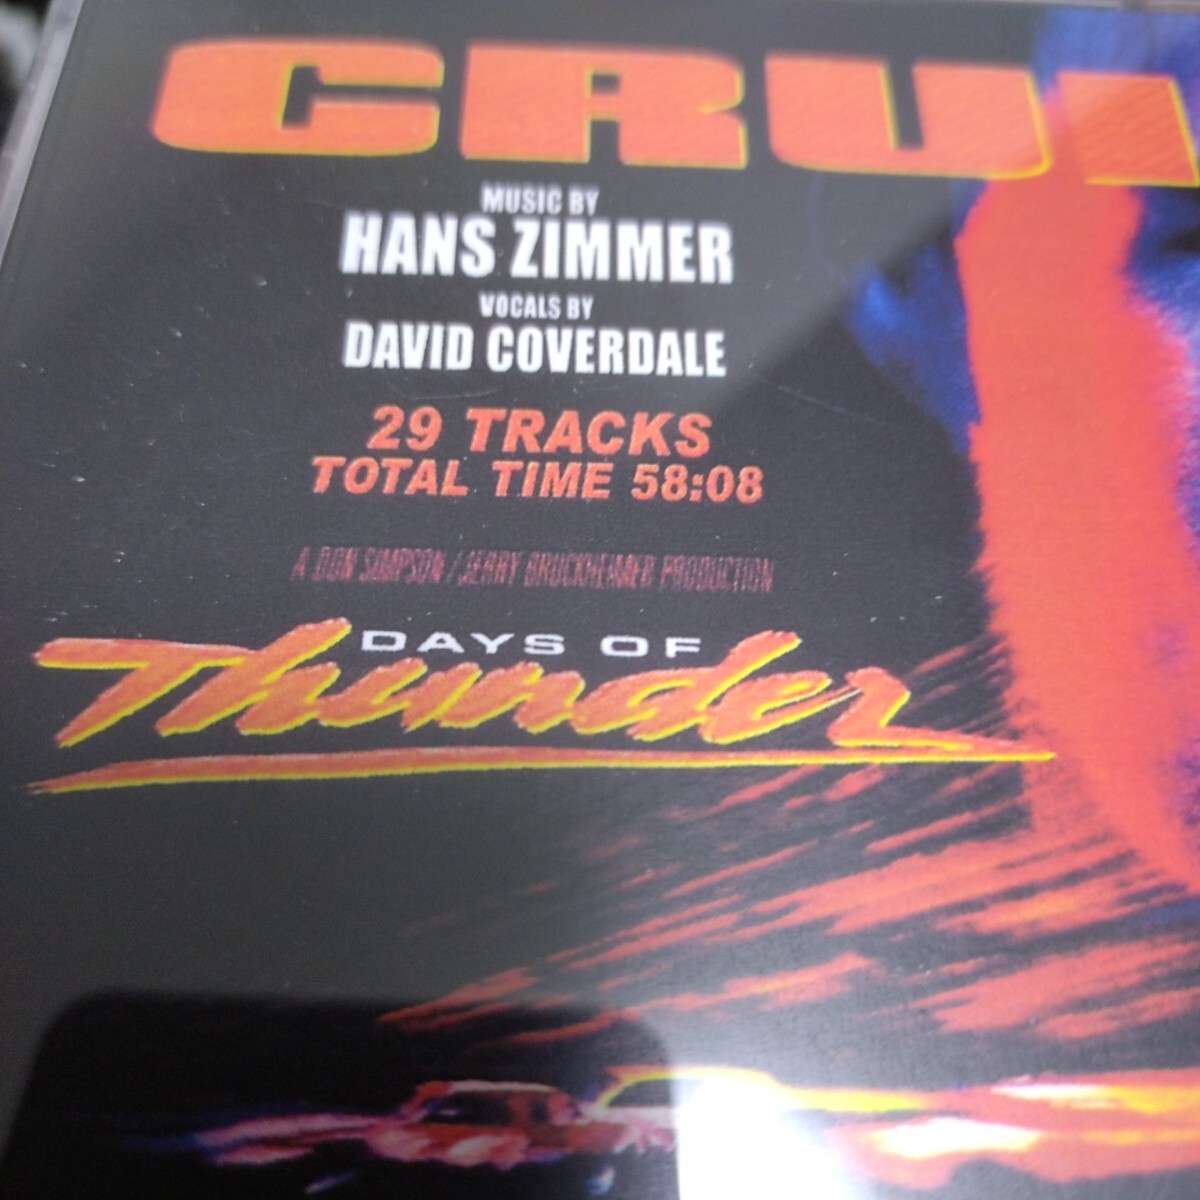 CRUI
MUSIC BY
HANS ZIMMER
VOCALS BY
DAVID COVERDALE
29 TRACKS
TOTAL TIME 58:08
A DON SIMPSON / JERRY BRUCKHEIMER PRODUCTION
DAYS OF
Thunder